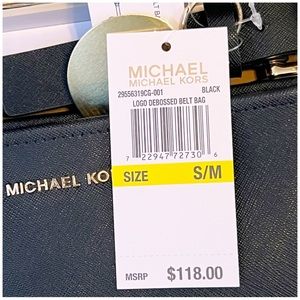 MICHAEL
MICHAEL KORS
29556319CG-001 BLACK
LOGO DEBOSSED BELT BAG
7 22947 72730 6
SIZE S/M
MSRP $118.00
MICHAEL KO